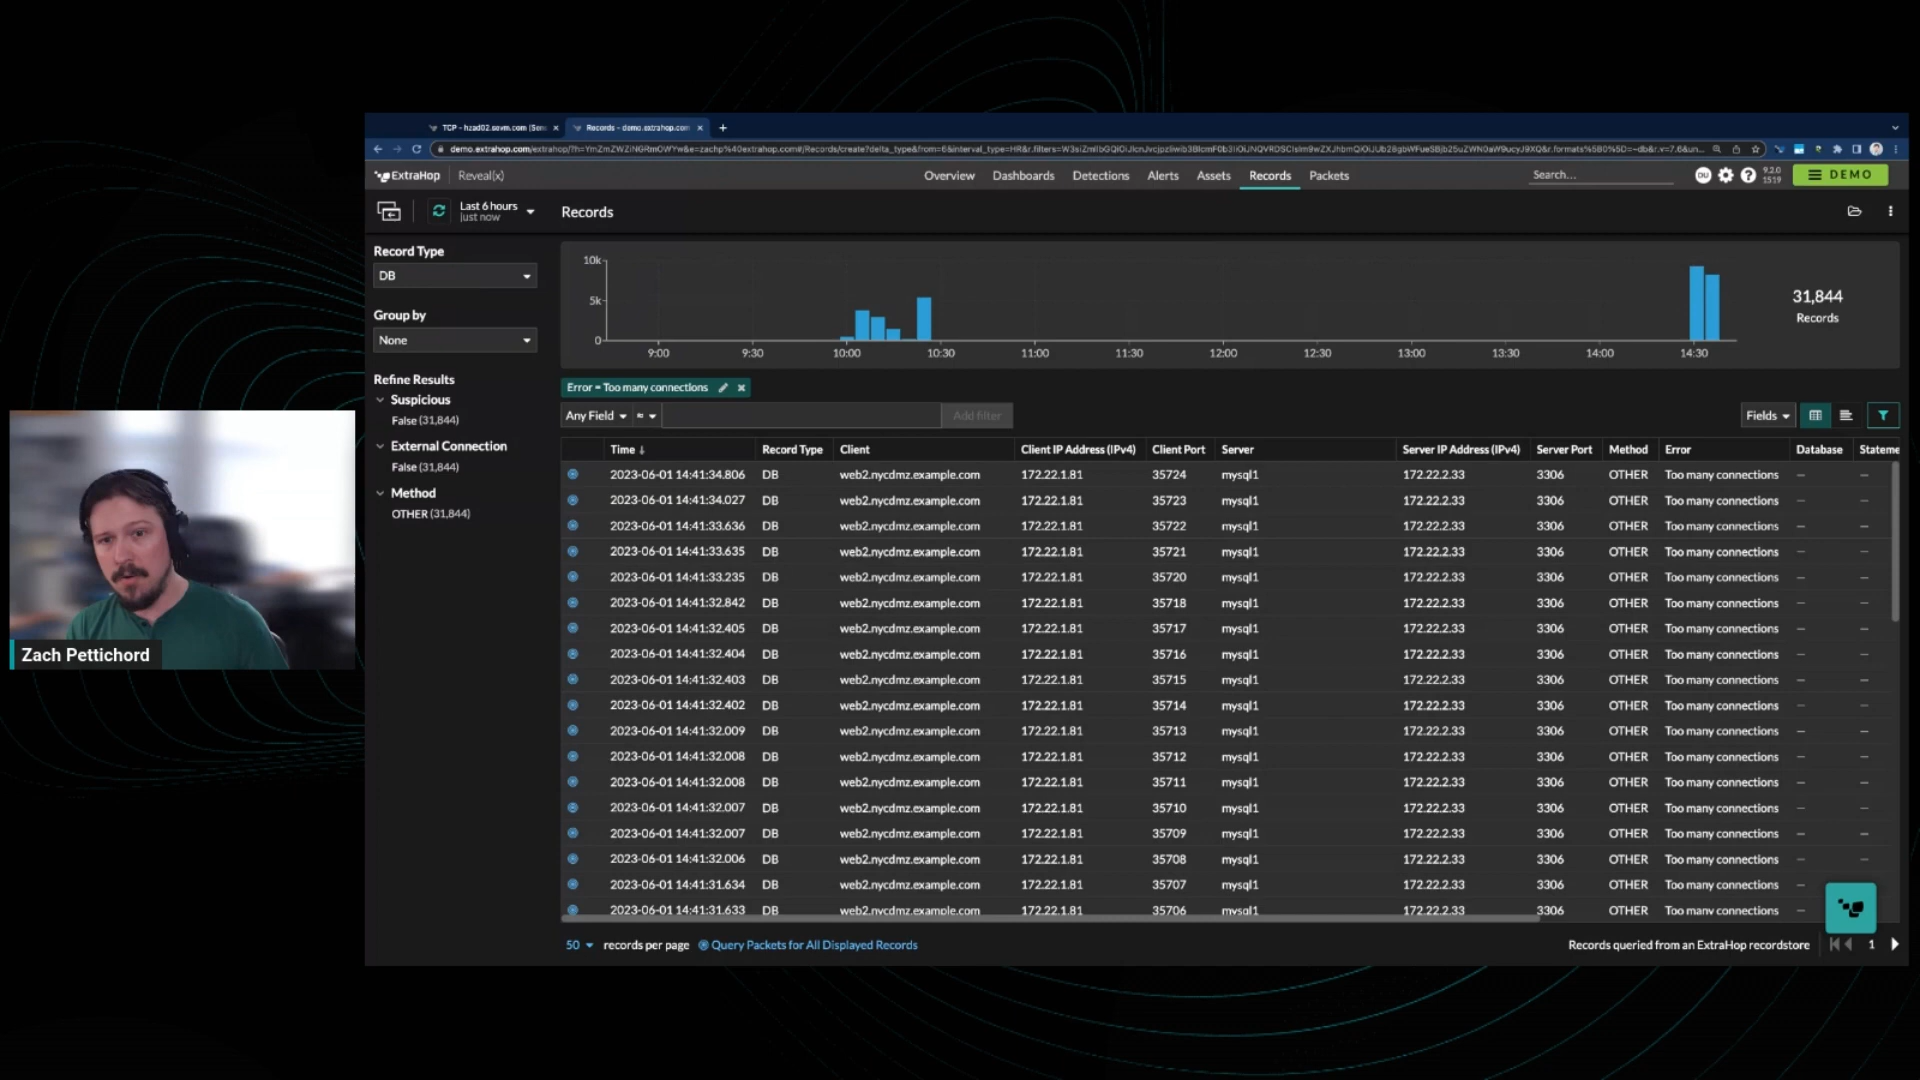 TCP - hzad02.sevm.com (Sens
Records - demo.extrahop.com
ExtraHop
Reveal(x)
Overview
Dashboards
Detections
Alerts
Assets
Records
Packets
Search...
DU
9.2.0
1519
DEMO
Last 6 hours
just now
Records
Record Type
DB
Group by
None
Refine Results
Suspicious
False (31,844)
External Connection
False (31,844)
Method
OTHER (31,844)
10k
5k
0
9:00 9:30 10:00 10:30 11:00 11:30 12:00 12:30 13:00 13:30 14:00 14:30
31,844
Records
Error = Too many connections
Any Field ≈ Add filter
Fields
Time ↓ Record Type Client Client IP Address (IPv4) Client Port Server Server IP Address (IPv4) Server Port Method Error Database Stateme
2023-06-01 14:41:34.806 DB web2.nycdmz.example.com 172.22.1.81 35724 mysql1 172.22.2.33 3306 OTHER Too many connections — —
2023-06-01 14:41:34.027 DB web2.nycdmz.example.com 172.22.1.81 35723 mysql1 172.22.2.33 3306 OTHER Too many connections — —
2023-06-01 14:41:33.636 DB web2.nycdmz.example.com 172.22.1.81 35722 mysql1 172.22.2.33 3306 OTHER Too many connections — —
2023-06-01 14:41:33.635 DB web2.nycdmz.example.com 172.22.1.81 35721 mysql1 172.22.2.33 3306 OTHER Too many connections — —
2023-06-01 14:41:33.235 DB web2.nycdmz.example.com 172.22.1.81 35720 mysql1 172.22.2.33 3306 OTHER Too many connections — —
2023-06-01 14:41:32.842 DB web2.nycdmz.example.com 172.22.1.81 35718 mysql1 172.22.2.33 3306 OTHER Too many connections — —
2023-06-01 14:41:32.405 DB web2.nycdmz.example.com 172.22.1.81 35717 mysql1 172.22.2.33 3306 OTHER Too many connections — —
2023-06-01 14:41:32.404 DB web2.nycdmz.example.com 172.22.1.81 35716 mysql1 172.22.2.33 3306 OTHER Too many connections — —
2023-06-01 14:41:32.403 DB web2.nycdmz.example.com 172.22.1.81 35715 mysql1 172.22.2.33 3306 OTHER Too many connections — —
2023-06-01 14:41:32.402 DB web2.nycdmz.example.com 172.22.1.81 35714 mysql1 172.22.2.33 3306 OTHER Too many connections — —
2023-06-01 14:41:32.009 DB web2.nycdmz.example.com 172.22.1.81 35713 mysql1 172.22.2.33 3306 OTHER Too many connections — —
2023-06-01 14:41:32.008 DB web2.nycdmz.example.com 172.22.1.81 35712 mysql1 172.22.2.33 3306 OTHER Too many connections — —
2023-06-01 14:41:32.008 DB web2.nycdmz.example.com 172.22.1.81 35711 mysql1 172.22.2.33 3306 OTHER Too many connections — —
2023-06-01 14:41:32.007 DB web2.nycdmz.example.com 172.22.1.81 35710 mysql1 172.22.2.33 3306 OTHER Too many connections — —
2023-06-01 14:41:32.007 DB web2.nycdmz.example.com 172.22.1.81 35709 mysql1 172.22.2.33 3306 OTHER Too many connections — —
2023-06-01 14:41:32.006 DB web2.nycdmz.example.com 172.22.1.81 35708 mysql1 172.22.2.33 3306 OTHER Too many connections — —
2023-06-01 14:41:31.634 DB web2.nycdmz.example.com 172.22.1.81 35707 mysql1 172.22.2.33 3306 OTHER Too many connections —
2023-06-01 14:41:31.633 DB web2.nycdmz.example.com 172.22.1.81 35706 mysql1 172.22.2.33 3306 OTHER Too many connections —
50 records per page Query Packets for All Displayed Records
Records queried from an ExtraHop recordstore 1
Zach Pettichord